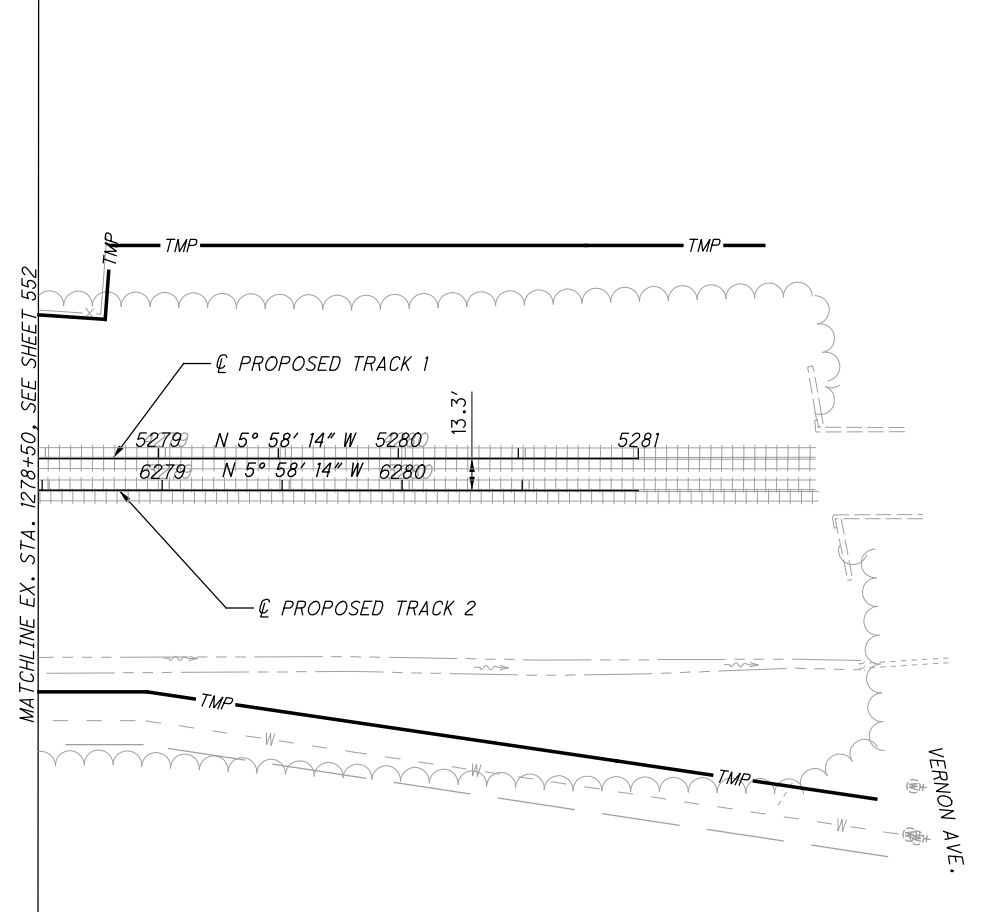 TMP
TMP
TMP
MATCHLINE EX. STA. 1278+50, SEE SHEET 552
X
℄ PROPOSED TRACK 1
13.3'
5279 N 5° 58' 14" W 5280 5281
6279 N 5° 58' 14" W 6280
℄ PROPOSED TRACK 2
TMP
W
W
TMP
W
VERNON AVE.